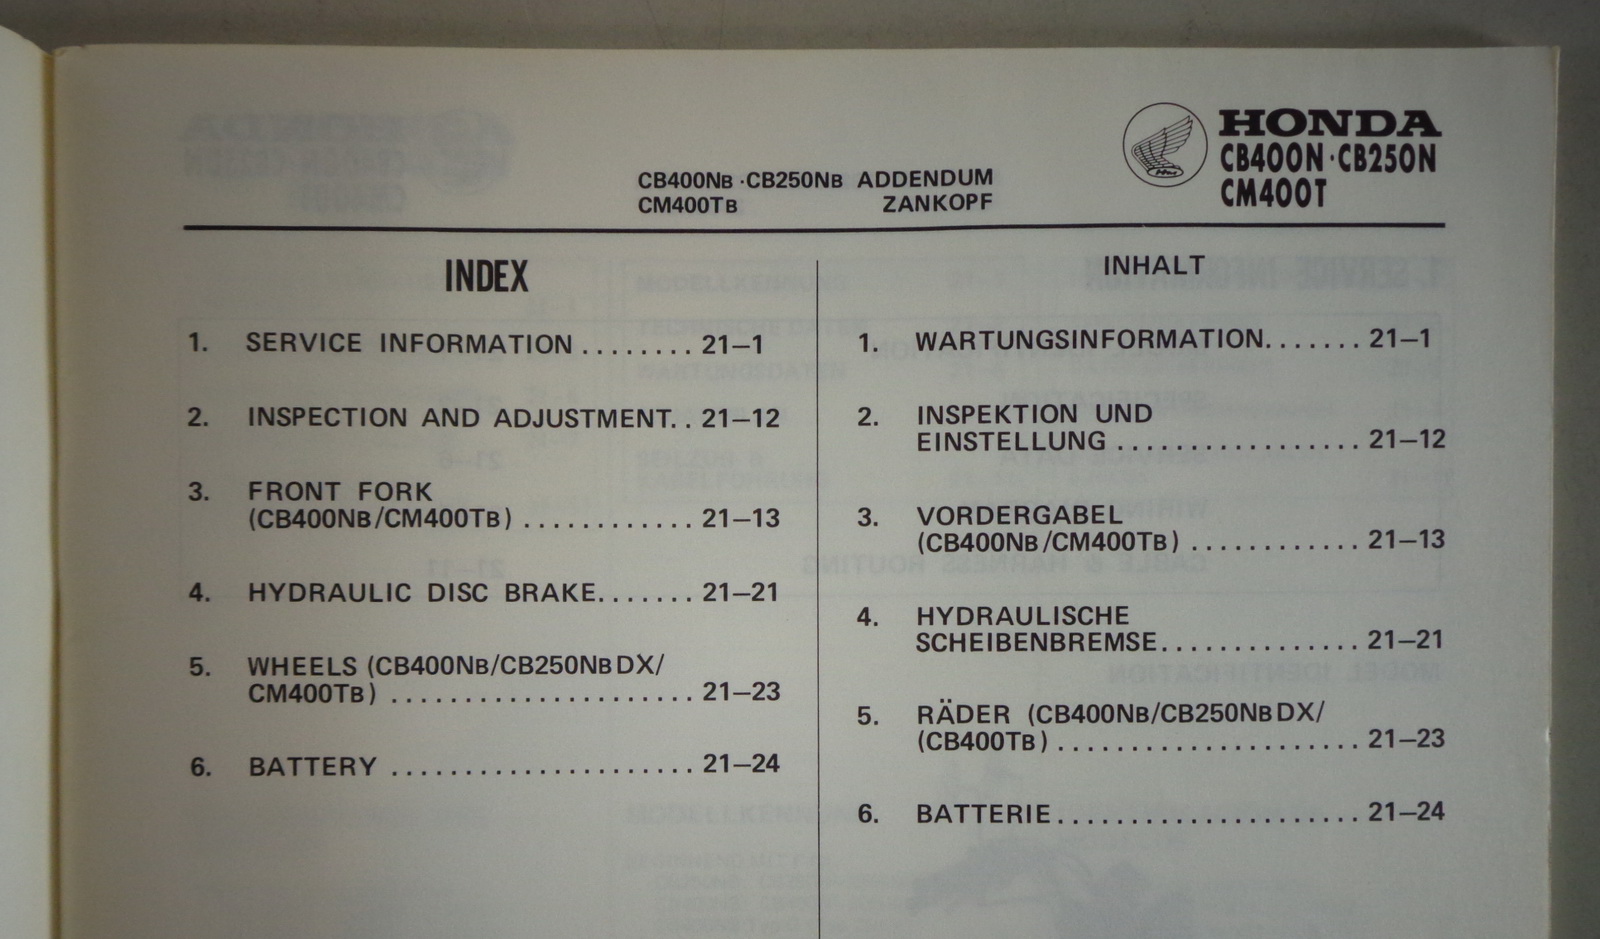 HONDA
CB400N·CB250N
CM400T
CB400NB·CB250NB ADDENDUM
CM400TB ZANKOPF
INDEX
1. SERVICE INFORMATION ........ 21–1
2. INSPECTION AND ADJUSTMENT.. 21–12
3. FRONT FORK
(CB400NB/CM400TB) ............ 21–13
4. HYDRAULIC DISC BRAKE....... 21–21
5. WHEELS (CB400NB/CB250NB DX/
CM400TB) ..................... 21–23
6. BATTERY ..................... 21–24
INHALT
1. WARTUNGSINFORMATION....... 21–1
2. INSPEKTION UND
EINSTELLUNG ................. 21–12
3. VORDERGABEL
(CB400NB/CM400TB) ............ 21–13
4. HYDRAULISCHE
SCHEIBENBREMSE.............. 21–21
5. RÄDER (CB400NB/CB250NB DX/
(CB400TB) ..................... 21–23
6. BATTERIE..................... 21–24